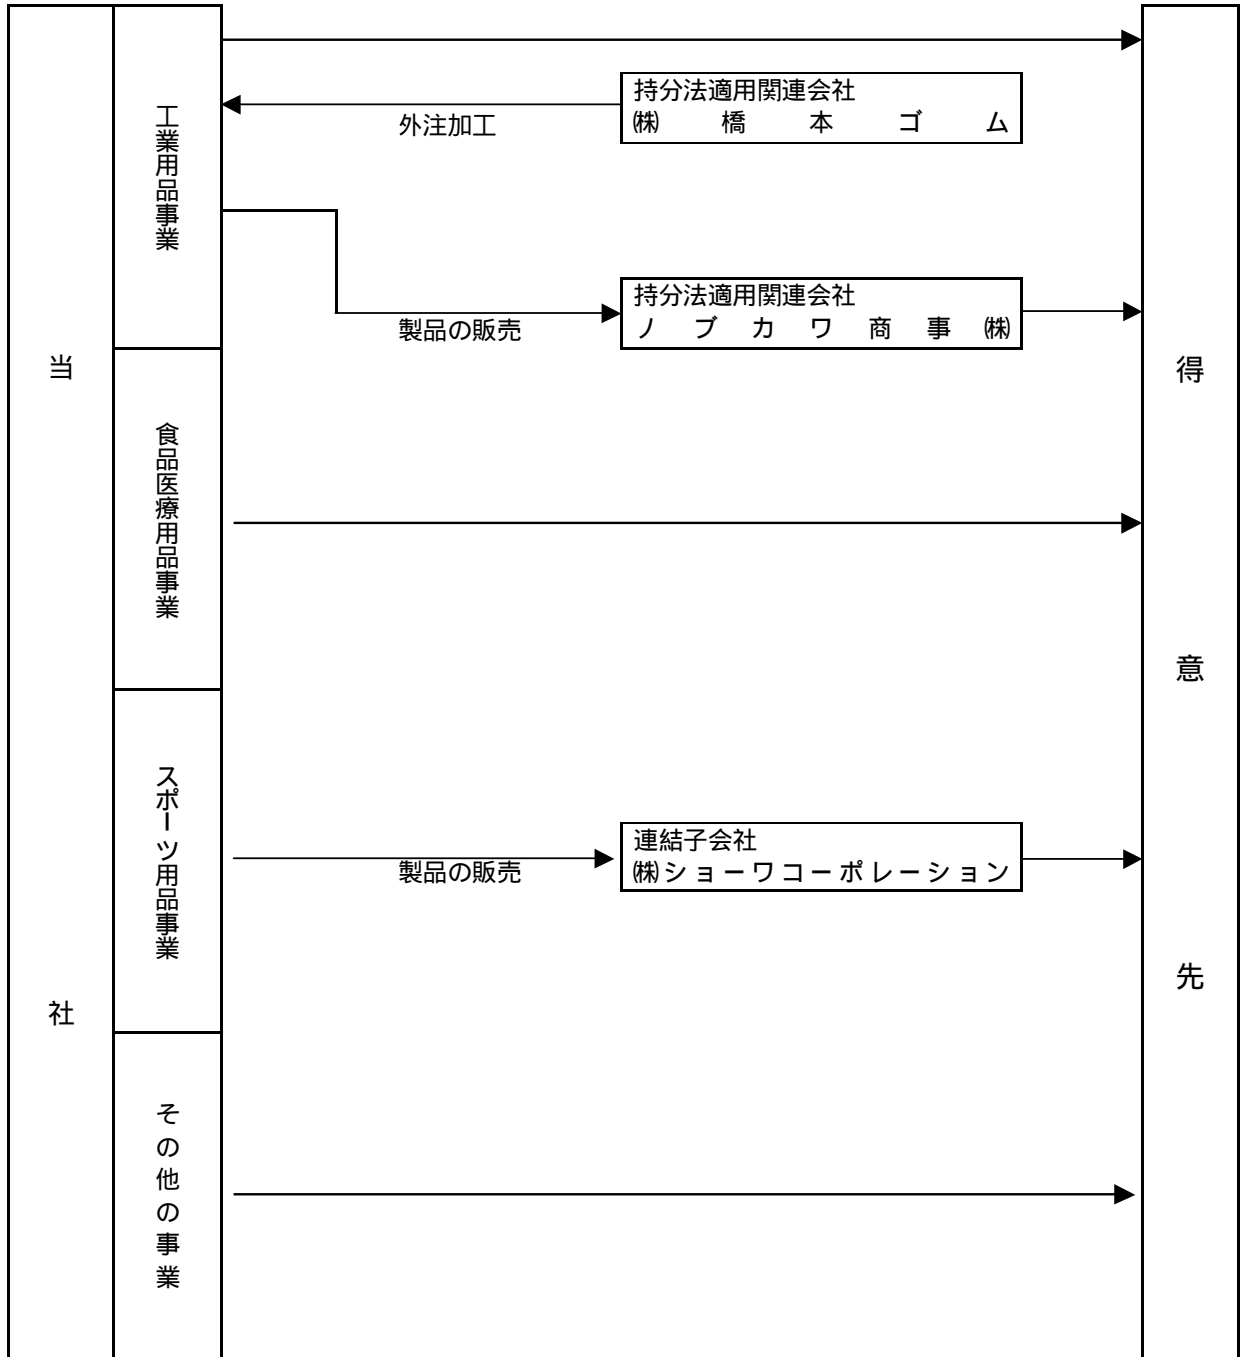 当社
工業用品事業
持分法適用関連会社
㈱橋本ゴム
外注加工
持分法適用関連会社
ノブカワ商事㈱
製品の販売
食品医療用品事業
スポーツ用品事業
連結子会社
㈱ショーワコーポレーション
製品の販売
その他の事業
得意先